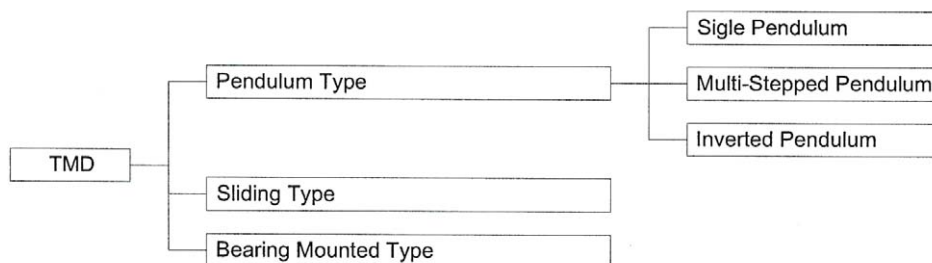 Sigle Pendulum
Pendulum Type
Multi-Stepped Pendulum
Inverted Pendulum
TMD
Sliding Type
Bearing Mounted Type